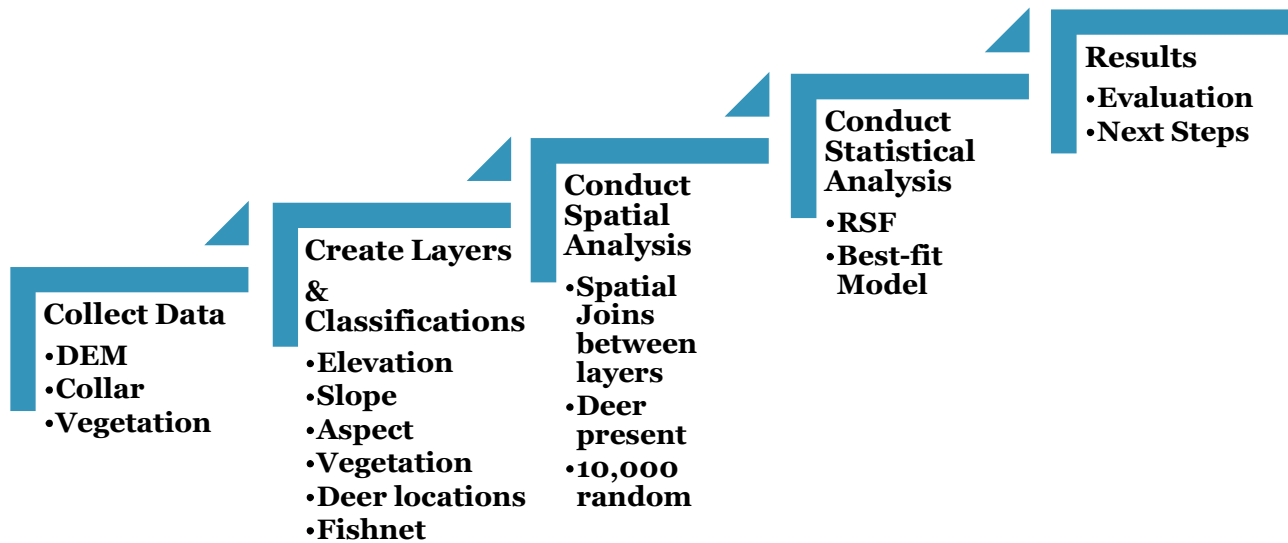 Collect Data
•DEM
•Collar
•Vegetation
Create Layers
&
Classifications
•Elevation
•Slope
•Aspect
•Vegetation
•Deer locations
•Fishnet
Conduct
Spatial
Analysis
•Spatial
Joins
between
layers
•Deer
present
•10,000
random
Conduct
Statistical
Analysis
•RSF
•Best-fit
Model
Results
•Evaluation
•Next Steps